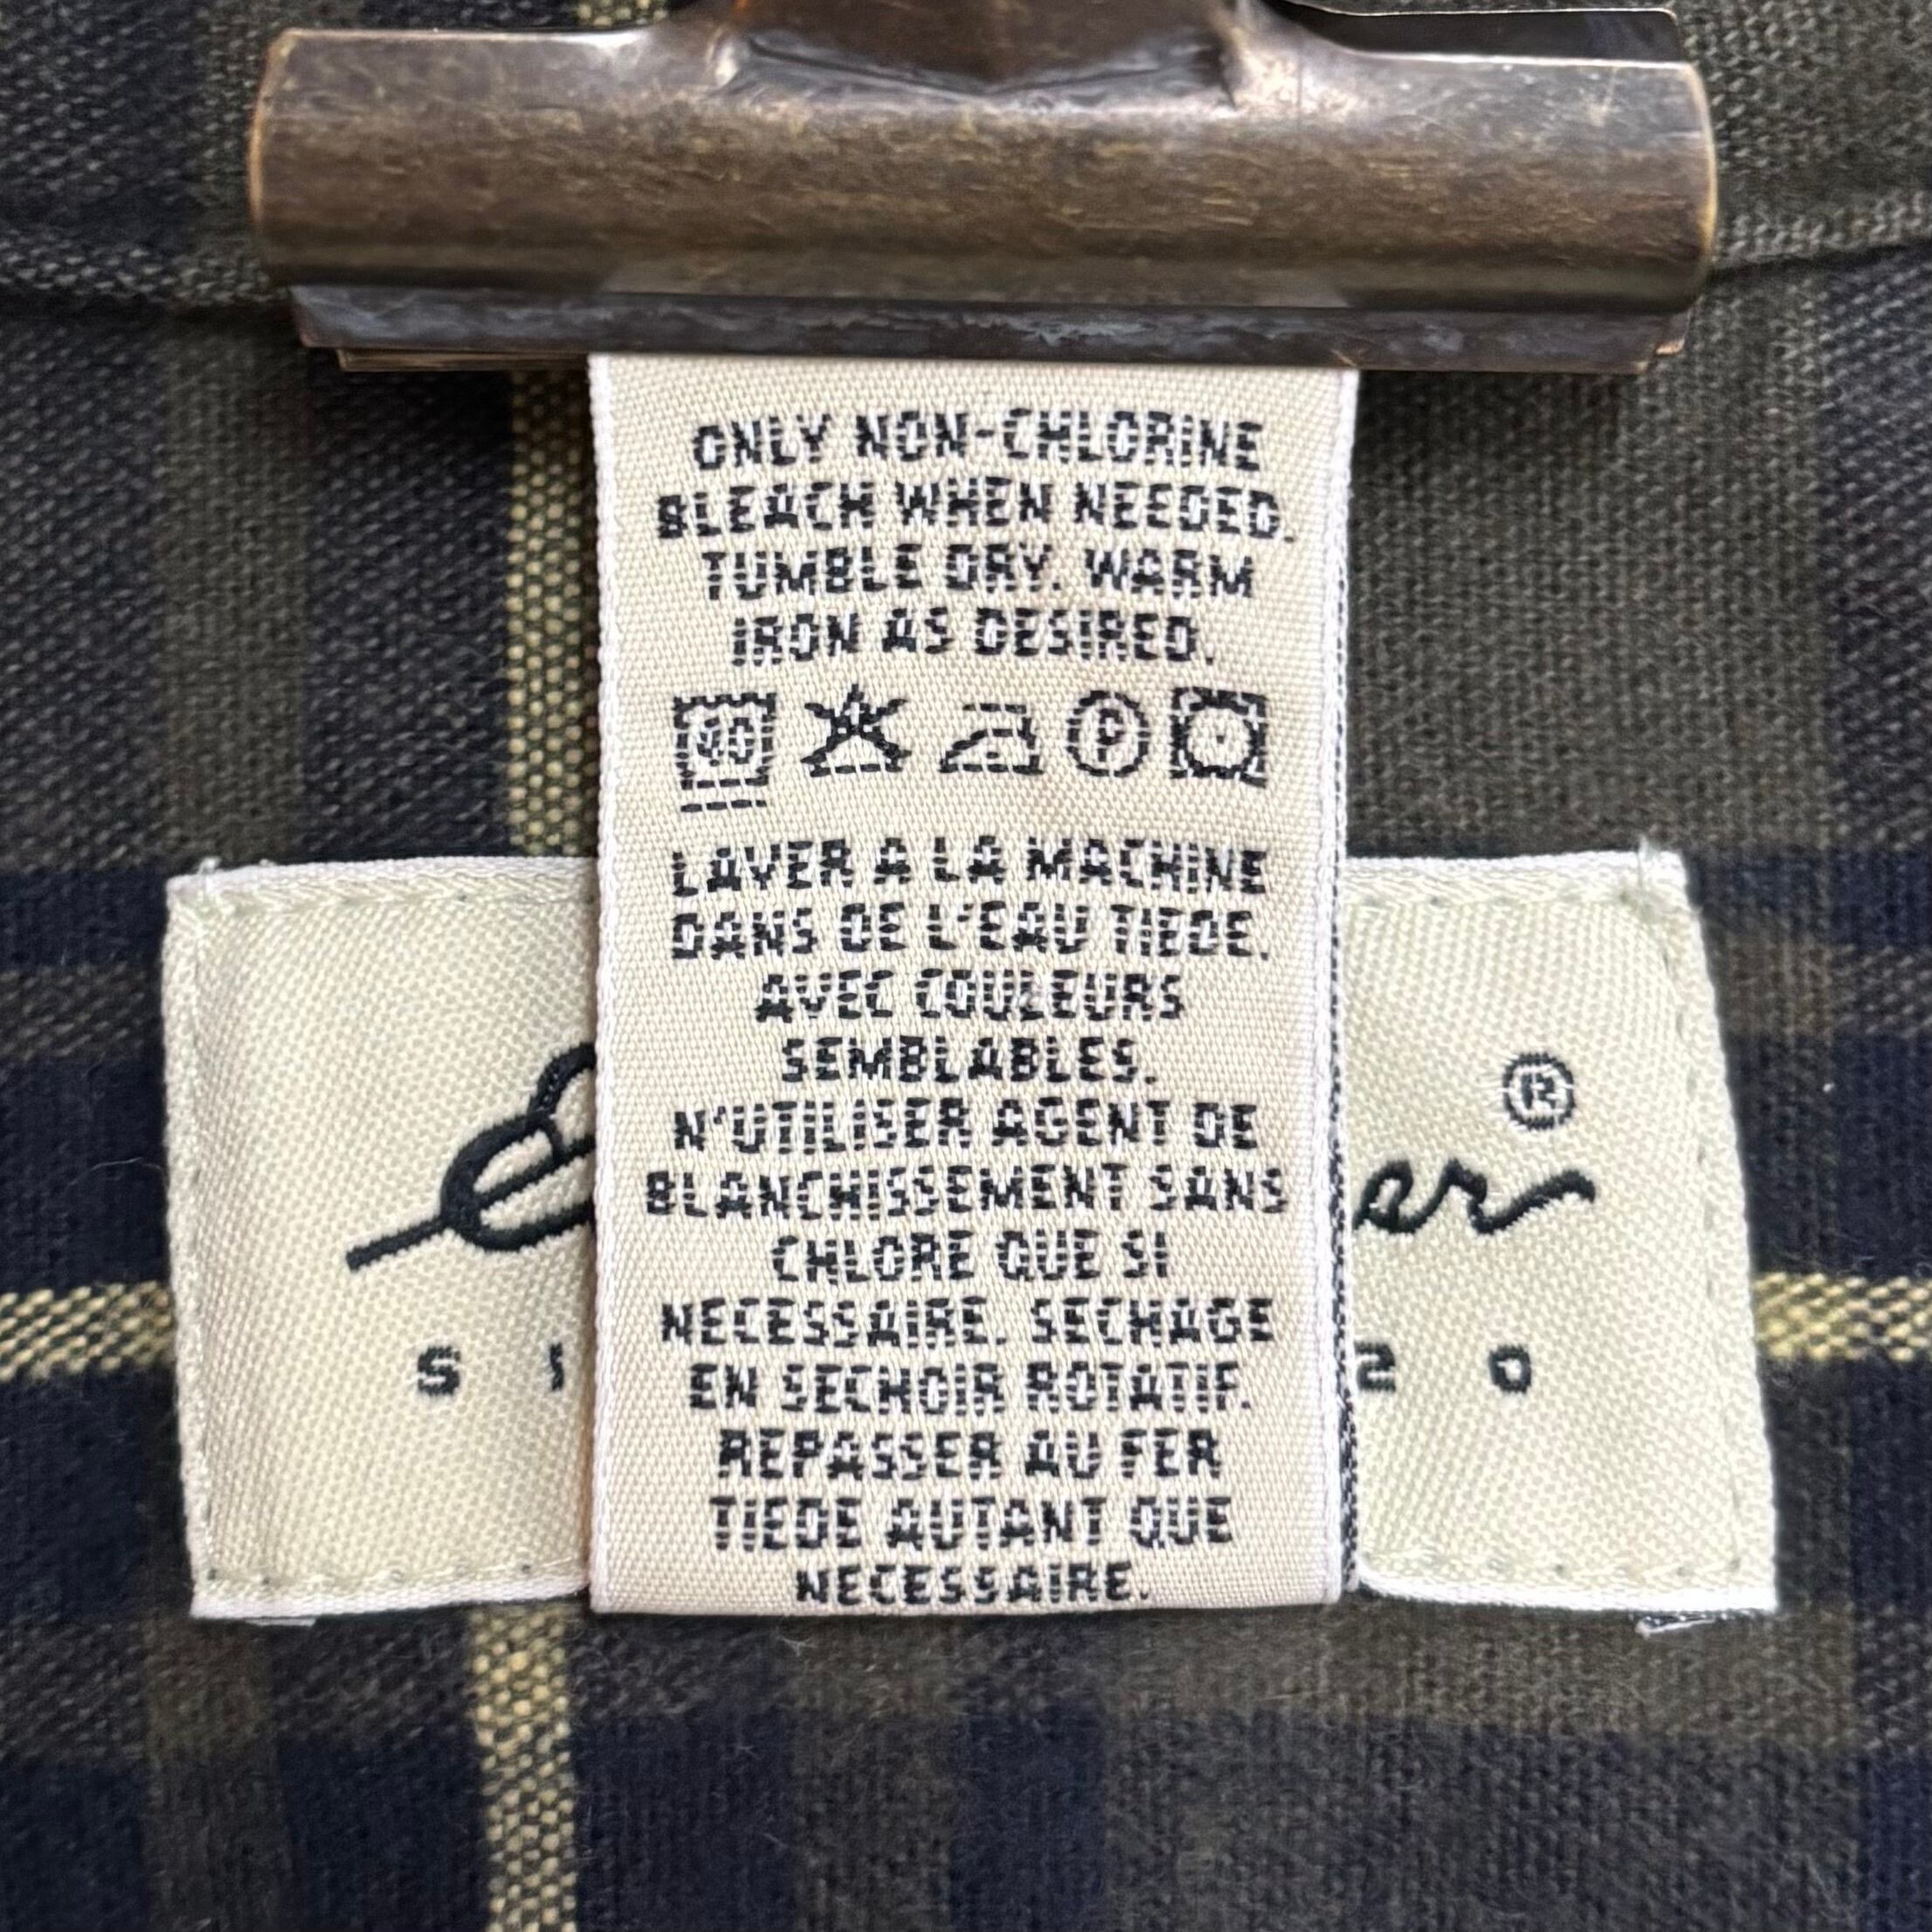 ONLY NON-CHLORINE
BLEACH WHEN NEEDED.
TUMBLE DRY. WARM
IRON AS DESIRED.
40 P
LAVER A LA MACHINE
DANS DE L'EAU TIEDE.
AVEC COULEURS
SEMBLABLES.
N'UTILISER AGENT DE
BLANCHISSEMENT SANS
CHLORE QUE SI
NECESSAIRE. SECHAGE
EN SECHOIR ROTATIF.
REPASSER AU FER
TIEDE AUTANT QUE
NECESSAIRE.
®